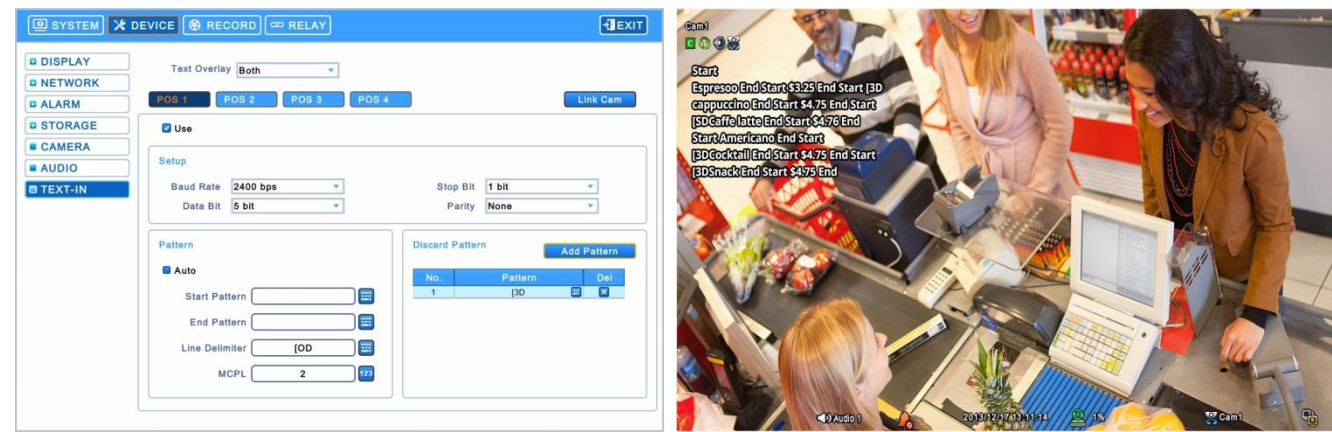 SYSTEM DEVICE RECORD RELAY EXIT
DISPLAY
NETWORK
ALARM
STORAGE
CAMERA
AUDIO
TEXT-IN
Text Overlay Both
POS 1 POS 2 POS 3 POS 4 Link Cam
Use
Setup
Baud Rate 2400 bps Stop Bit 1 bit
Data Bit 5 bit Parity None
Pattern
Auto
Start Pattern
End Pattern
Line Delimiter [OD
MCPL 2 123
Discard Pattern Add Pattern
No. Pattern Del
1 [3D
Cam1
C
Start
Espresoo End Start $3.25 End Start [3D
cappuccino End Start $4.75 End Start
[SDCaffe latte End Start $4.76 End
Start Americano End Start
[3DCocktail End Start $4.75 End Start
[3DSnack End Start $4.75 End
Audio 1 2013/12/17 11:11:14 1% Cam1